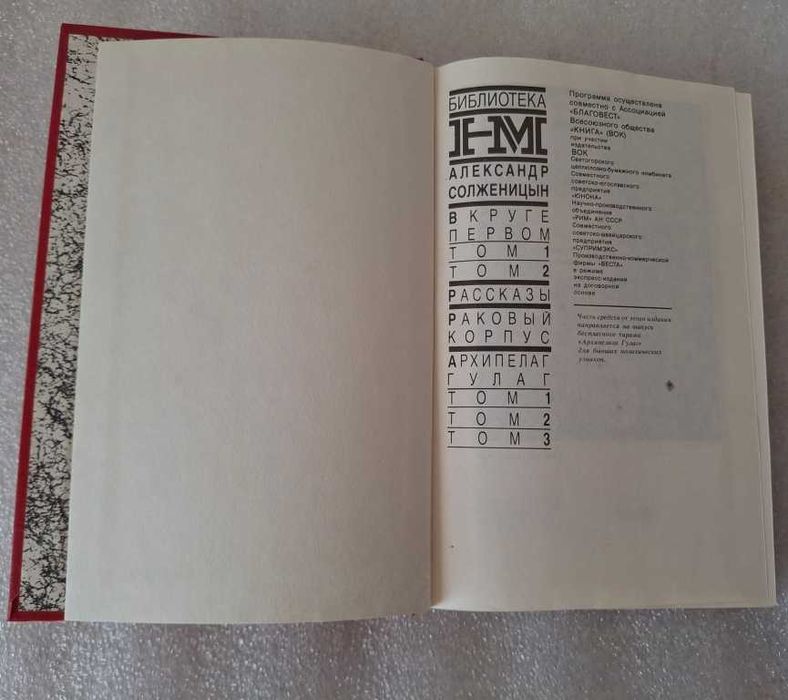 БИБЛИОТЕКА
НМ
АЛЕКСАНДР
СОЛЖЕНИЦЫН
В КРУГЕ
ПЕРВОМ
ТОМ 1
ТОМ 2
РАССКАЗЫ
РАКОВЫЙ
КОРПУС
АРХИПЕЛАГ
ГУЛАГ
ТОМ 1
ТОМ 2
ТОМ 3
Программа осуществлена
совместно с Ассоциацией
«БЛАГОВЕСТ»
Всесоюзного общества
«КНИГА» (ВОК)
при участии
издательства
ВОК
Светогорского
целлюлозно-бумажного комбината
Совместного
советско-югославского
предприятия
«ЮНОНА»
Научно-производственного
объединения
«РИМ» АН СССР
Совместного
советско-швейцарского
предприятия
«СУПРИМЭКС»
Производственно-коммерческой
фирмы «ВЕСТА»
в режиме
экспресс-издания
на договорной
основе
Часть средств от этого издания
направляется на выпуск
бесплатного тиража
«Архипелага Гулаг»
для бывших политических
узников.